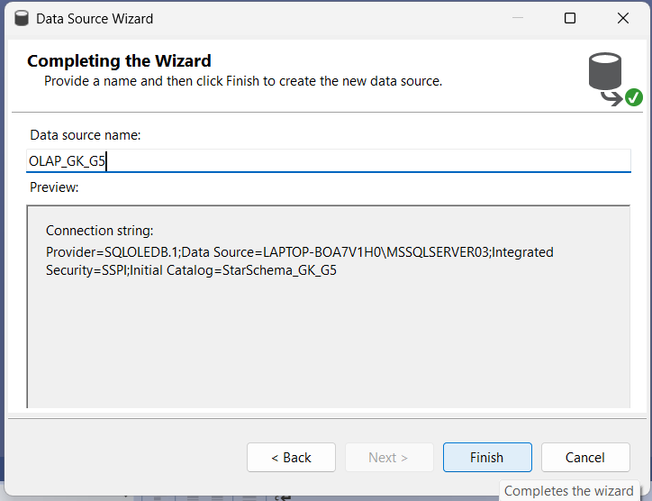 Data Source Wizard
Completing the Wizard
Provide a name and then click Finish to create the new data source.
Data source name:
OLAP_GK_G5
Preview:
Connection string:
Provider=SQLOLEDB.1;Data Source=LAPTOP-BOA7V1H0\MSSQLSERVER03;Integrated
Security=SSPI;Initial Catalog=StarSchema_GK_G5
< Back
Next >
Finish
Cancel
Completes the wizard